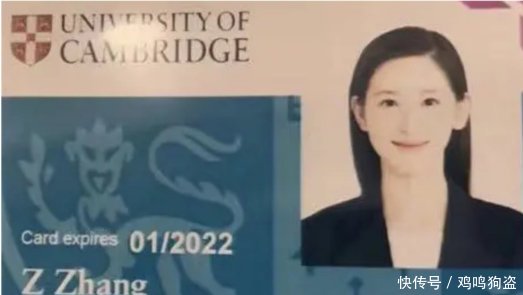 UNIVERSITY OF
CAMBRIDGE
Card expires 01/2022
Z Zhang
快传号 / 鸡鸣狗盗